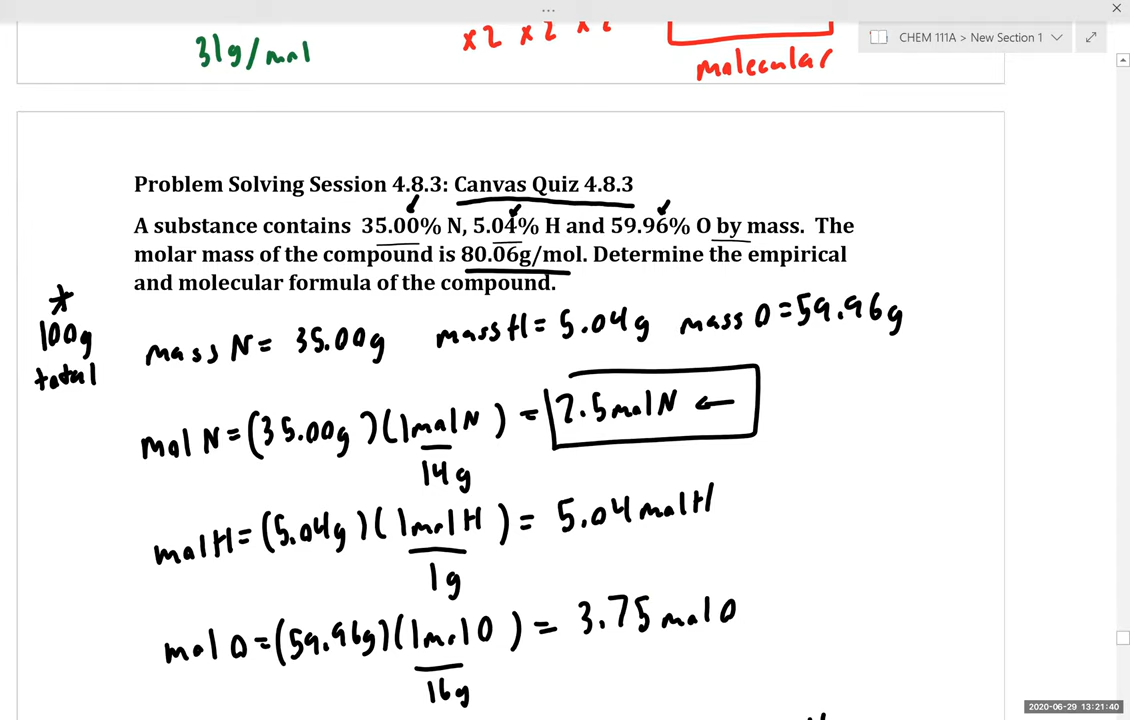 CHEM 111A > New Section 1
31g/mol
x2 x2 x2
molecular
Problem Solving Session 4.8.3: Canvas Quiz 4.8.3
A substance contains 35.00% N, 5.04% H and 59.96% O by mass. The
molar mass of the compound is 80.06g/mol. Determine the empirical
and molecular formula of the compound.
*
100g
total
mass N = 35.00g mass H = 5.04g mass O = 59.96g
mol N = (35.00g)(1mol N) = 2.5mol N ←
14g
mol H = (5.04g)(1mol H) = 5.04mol H
1g
mol O = (59.96g)(1mol O) = 3.75mol O
16g
2020-06-29 13:21:40